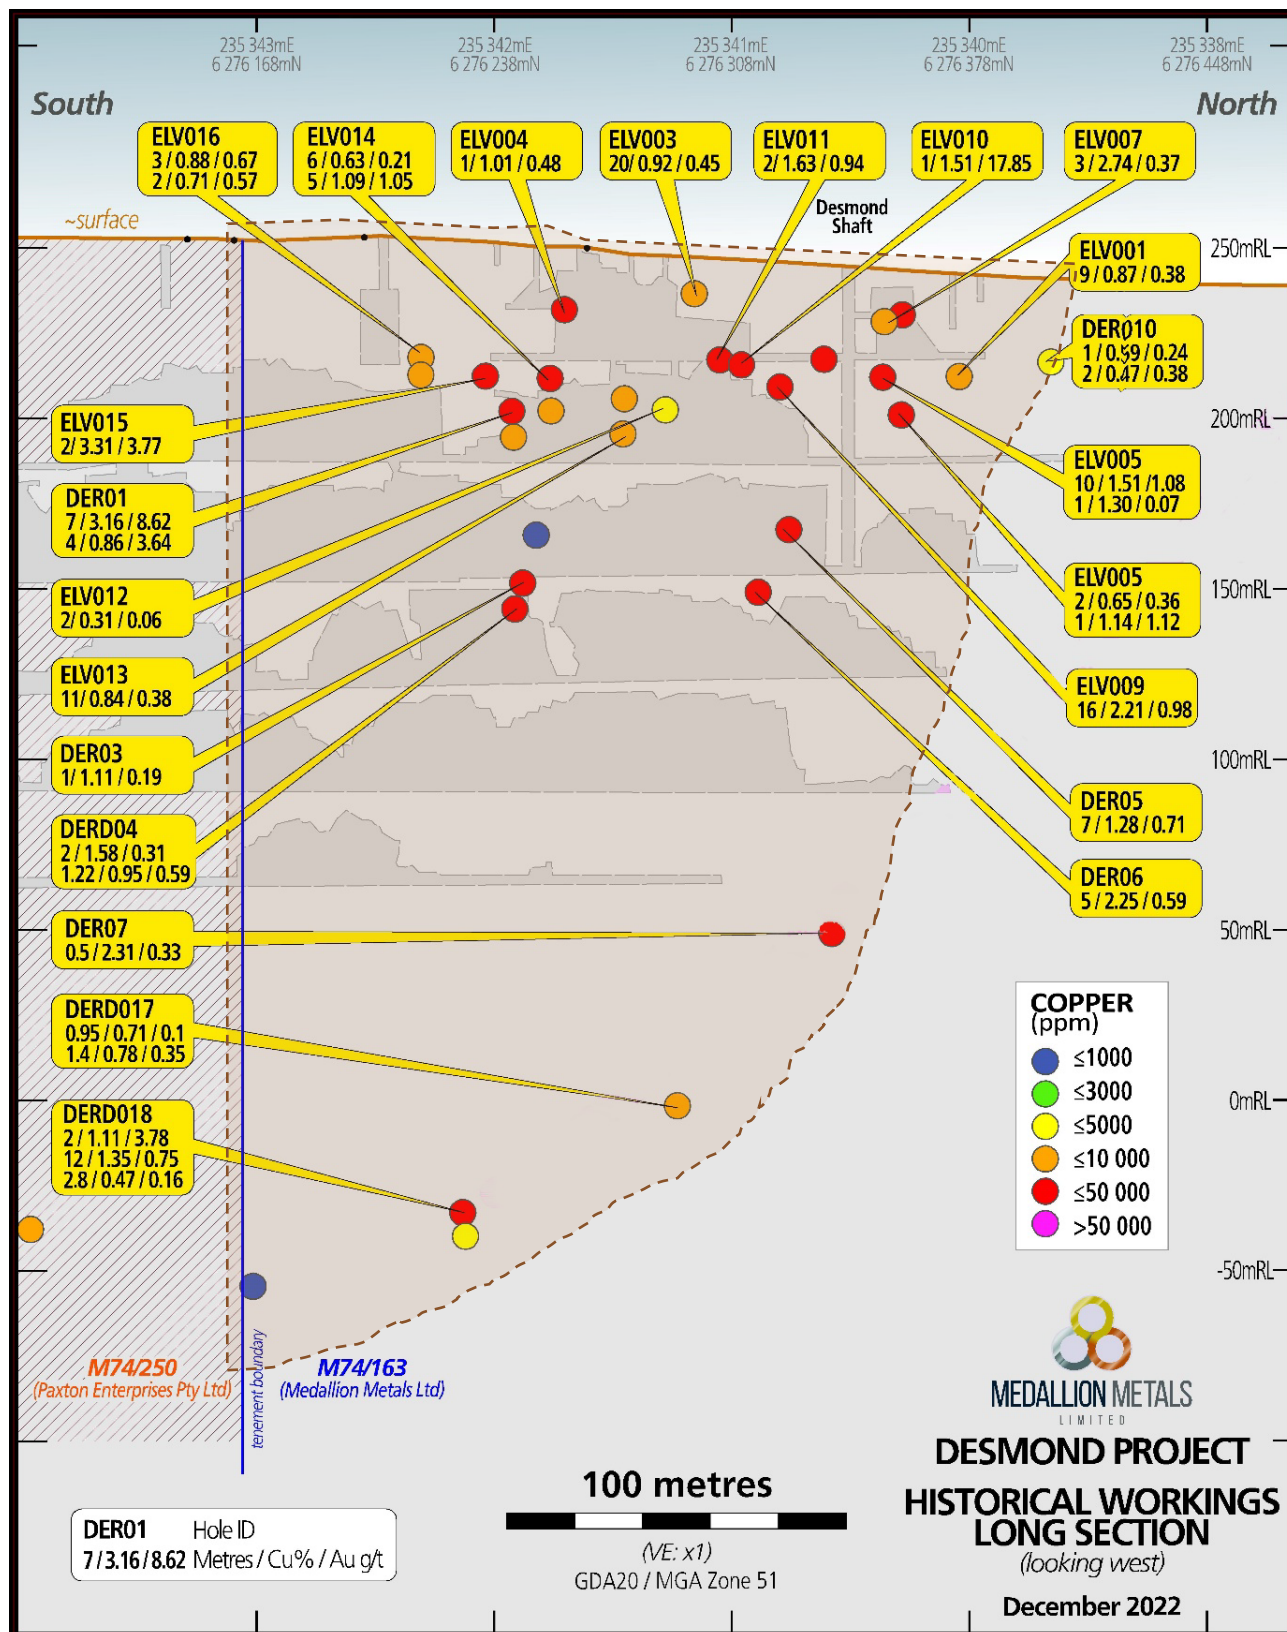 235 343mE
6 276 168mN
235 342mE
6 276 238mN
235 341mE
6 276 308mN
235 340mE
6 276 378mN
235 338mE
6 276 448mN
South
North
ELV016
3 / 0.88 / 0.67
2 / 0.71 / 0.57
ELV014
6 / 0.63 / 0.21
5 / 1.09 / 1.05
ELV004
1/ 1.01 / 0.48
ELV003
20/ 0.92 / 0.45
ELV011
2/ 1.63 / 0.94
ELV010
1/ 1.51 / 17.85
ELV007
3 / 2.74 / 0.37
~surface
Desmond
Shaft
250mRL
ELV001
9 / 0.87 / 0.38
DER010
1 / 0.59 / 0.24
2 / 0.47 / 0.38
ELV015
2/ 3.31 / 3.77
200mRL
ELV005
10 / 1.51 /1.08
1 / 1.30 / 0.07
DER01
7 / 3.16 / 8.62
4 / 0.86 / 3.64
ELV012
2/ 0.31 / 0.06
150mRL
ELV005
2 / 0.65 / 0.36
1 / 1.14 / 1.12
ELV013
11/ 0.84 / 0.38
ELV009
16 / 2.21 / 0.98
DER03
1/ 1.11 / 0.19
100mRL
DER05
7 / 1.28 / 0.71
DERD04
2 / 1.58 / 0.31
1.22 / 0.95 / 0.59
DER06
5 / 2.25 / 0.59
DER07
0.5 / 2.31 / 0.33
50mRL
DERD017
0.95 / 0.71 / 0.1
1.4 / 0.78 / 0.35
COPPER
(ppm)
≤1000
≤3000
≤5000
≤10 000
≤50 000
>50 000
0mRL
DERD018
2 / 1.11 / 3.78
12 / 1.35 / 0.75
2.8 / 0.47 / 0.16
-50mRL
M74/250
(Paxton Enterprises Pty Ltd)
tenement boundary
M74/163
(Medallion Metals Ltd)
MEDALLION METALS
LIMITED
DESMOND PROJECT
HISTORICAL WORKINGS
LONG SECTION
(looking west)
December 2022
100 metres
(VE: x1)
GDA20 / MGA Zone 51
DER01 Hole ID
7 / 3.16 / 8.62 Metres / Cu% / Au g/t